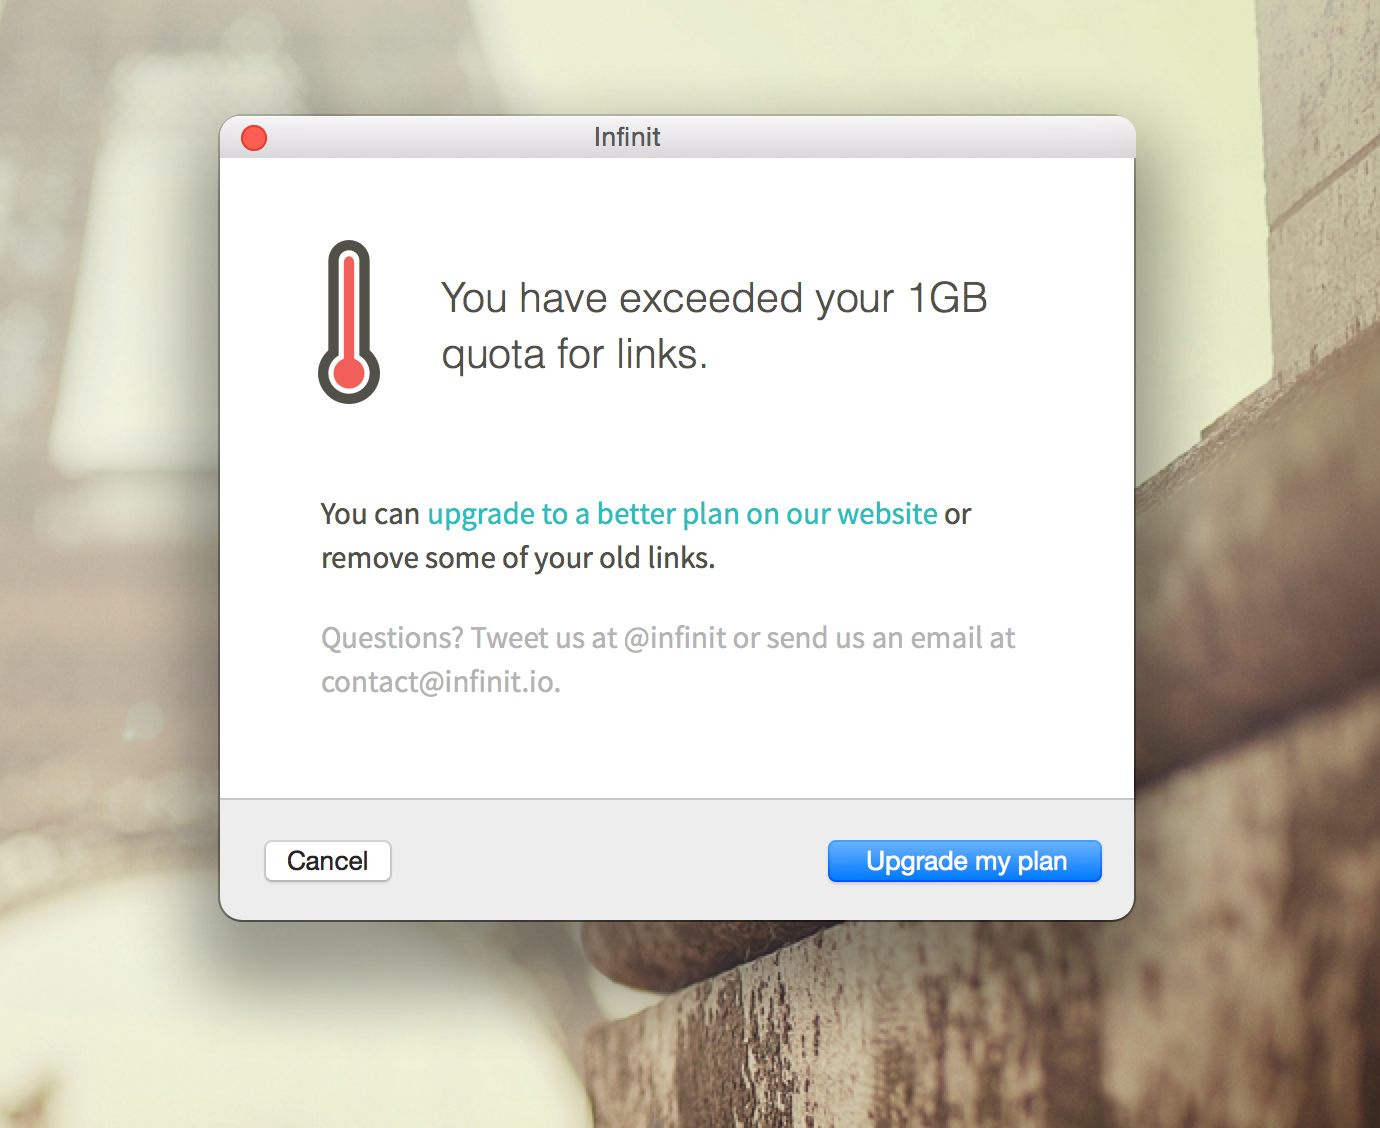 Infinit
You have exceeded your 1GB
quota for links.
You can upgrade to a better plan on our website or
remove some of your old links.
Questions? Tweet us at @infinit or send us an email at
contact@infinit.io.
Cancel
Upgrade my plan